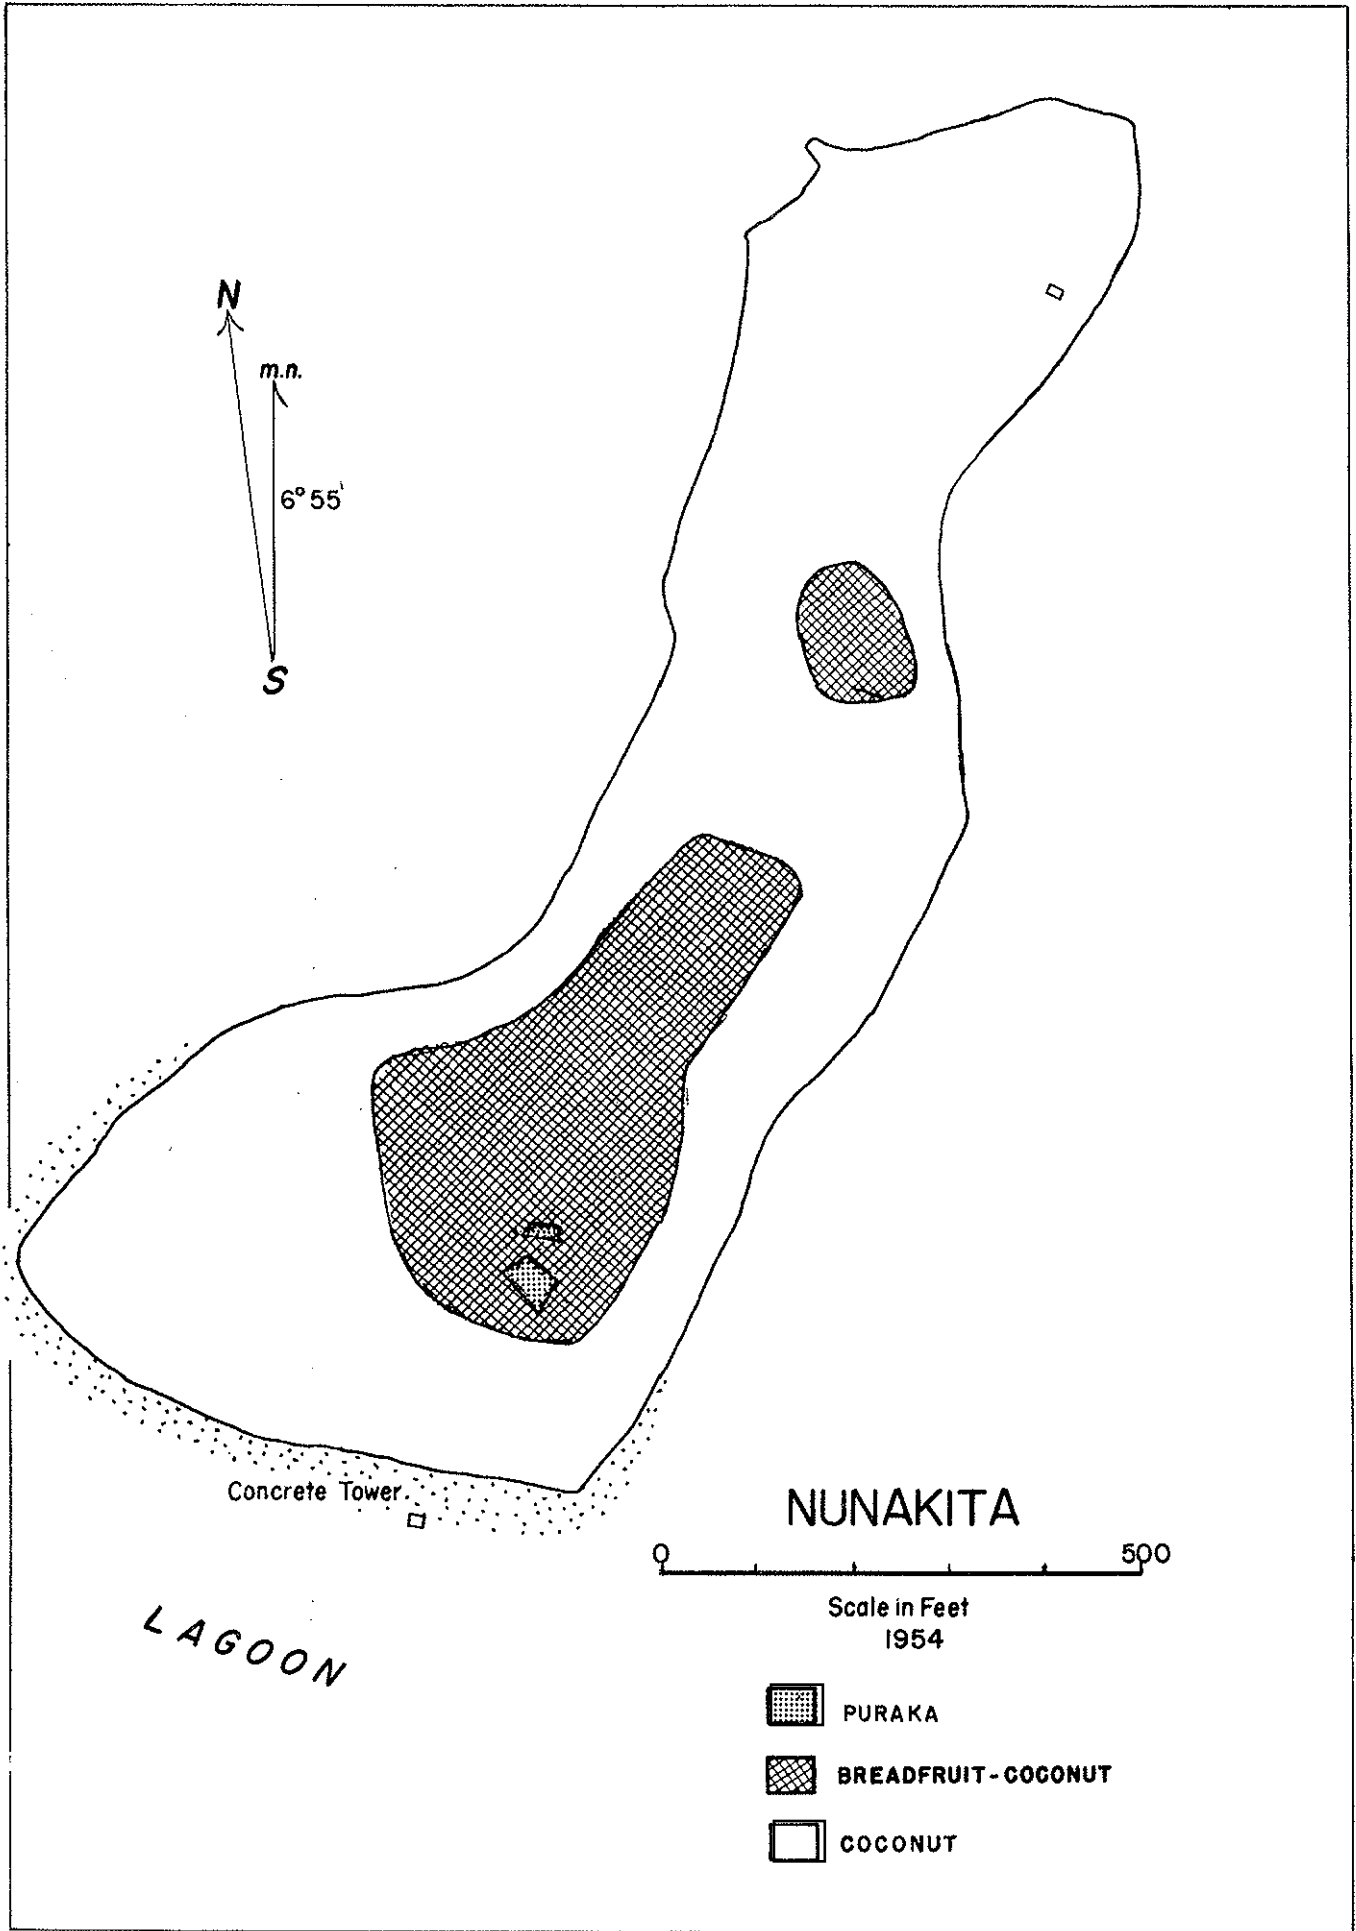 N
m.n.
6° 55'
S
Concrete Tower
LAGOON
NUNAKITA
0 500
Scale in Feet
1954
PURAKA
BREADFRUIT-COCONUT
COCONUT